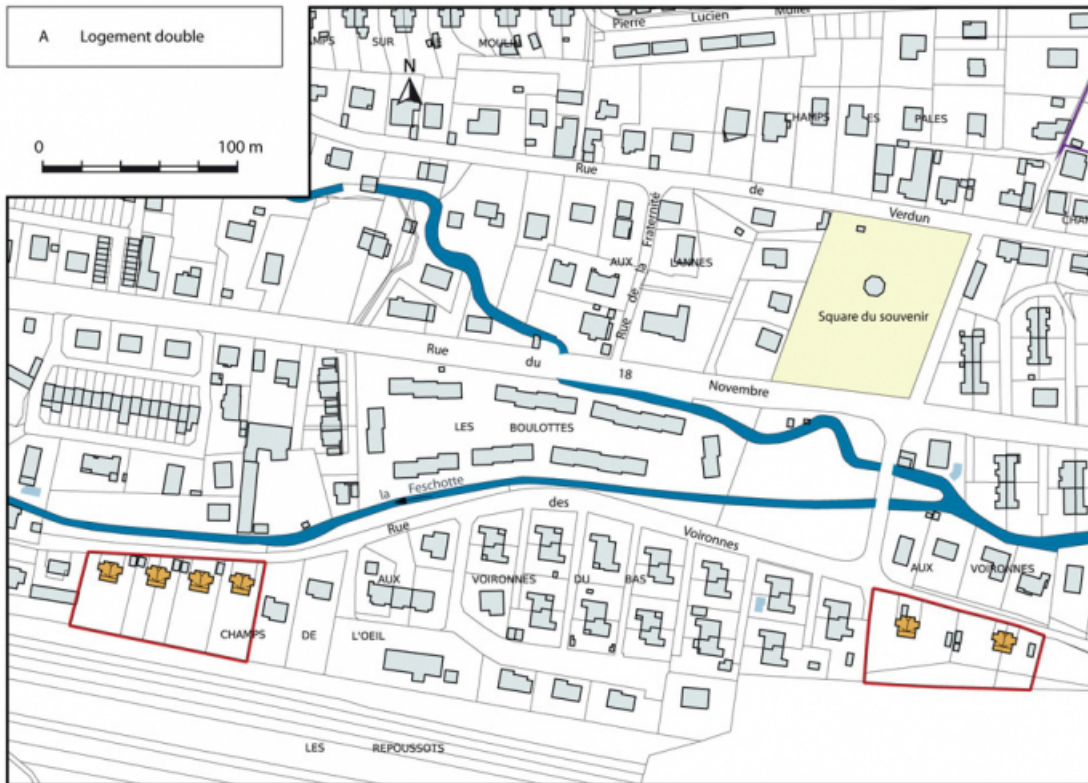 A Logement double
N
0 100 m
Pierre Lucien Muller
CHAMPS SUR LE MOULIN
CHAMPS LES PALES
Rue de Verdun
Rue de la Fraternité
AUX LANNES
Square du souvenir
Rue du 18 Novembre
LES BOULOTTES
la Feschotte
Rue des Voironnes
AUX VOIRONNES DU BAS
AUX VOIRONNES
CHAMPS DE L'OEIL
LES REPOUSSOTS